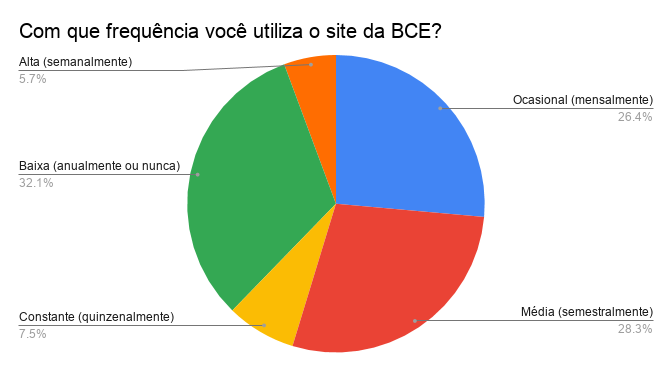 Com que frequência você utiliza o site da BCE?
Alta (semanalmente)
5.7%
Ocasional (mensalmente)
26.4%
Baixa (anualmente ou nunca)
32.1%
Constante (quinzenalmente)
7.5%
Média (semestralmente)
28.3%